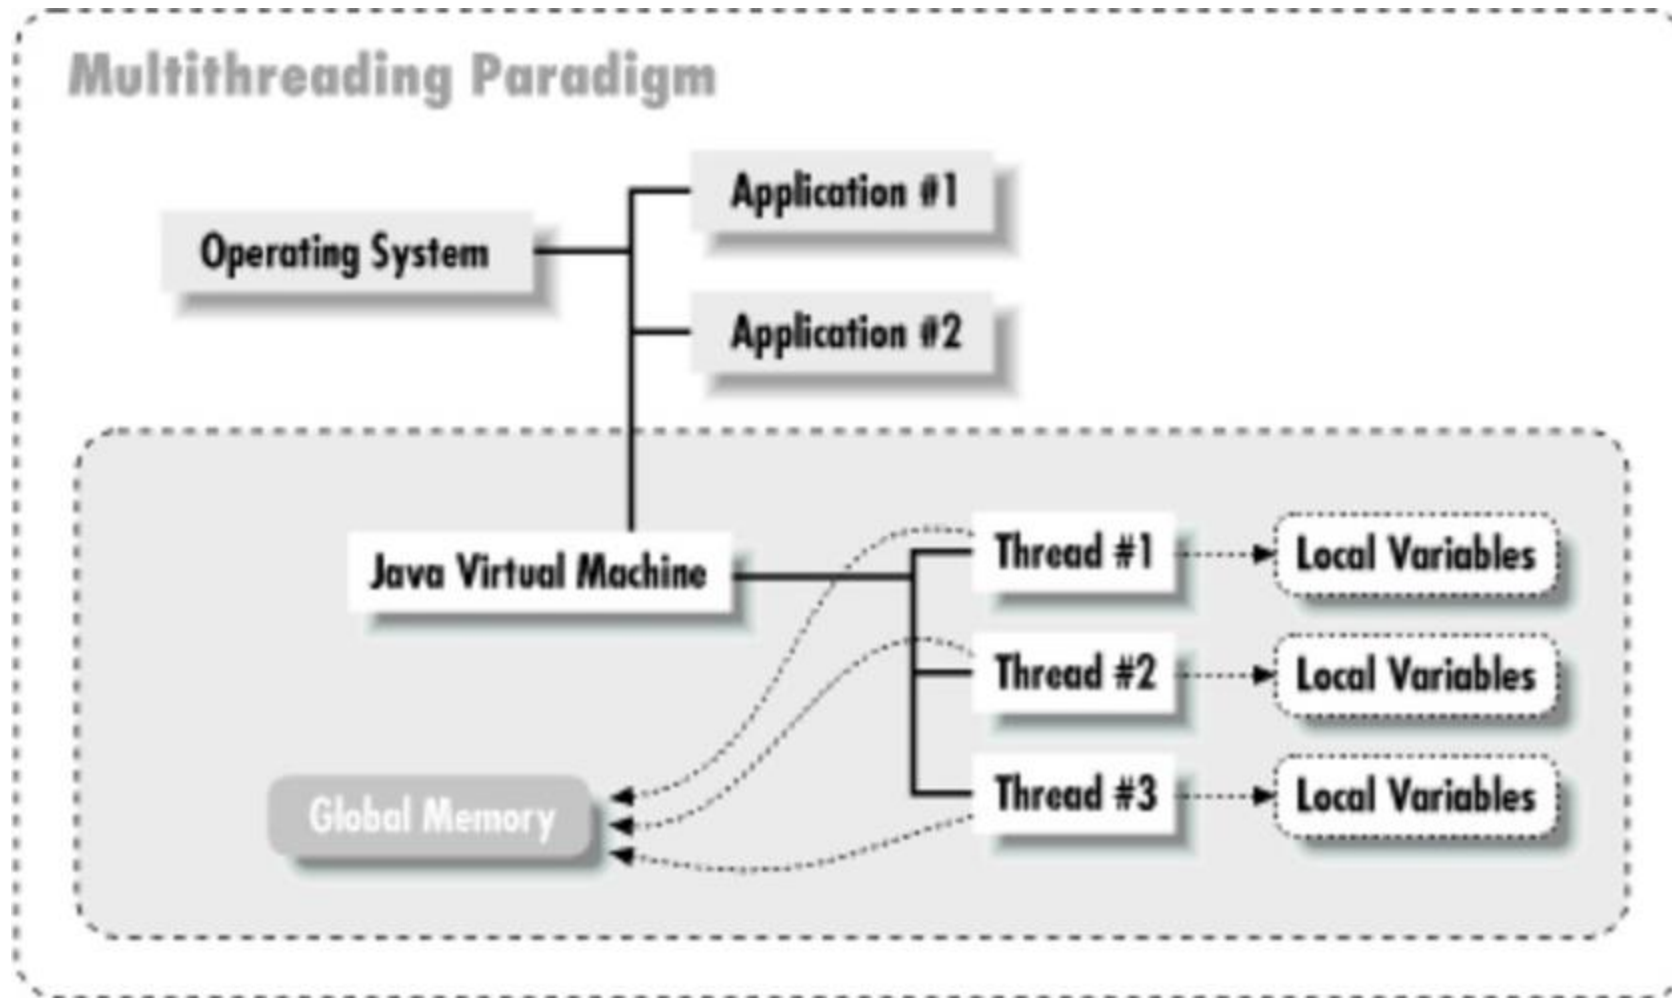 Multithreading Paradigm
Application #1
Operating System
Application #2
Java Virtual Machine
Thread #1
Local Variables
Thread #2
Local Variables
Thread #3
Local Variables
Global Memory